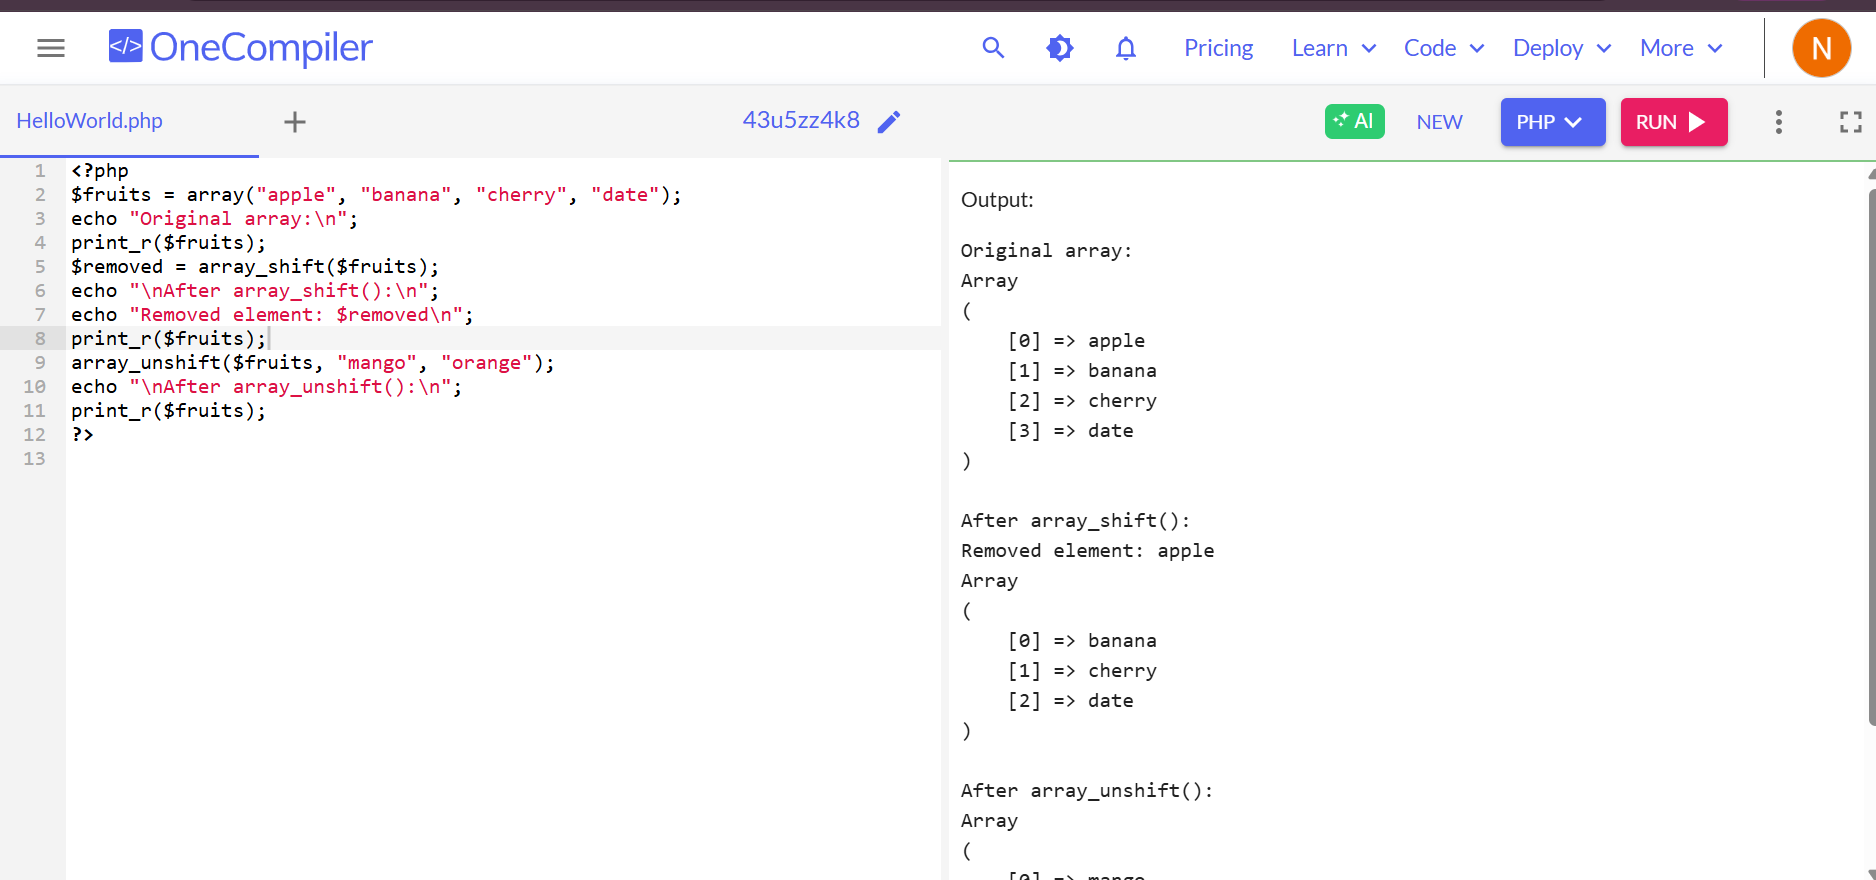 </> OneCompiler
Pricing Learn Code Deploy More N
HelloWorld.php + 43u5zz4k8 AI NEW PHP RUN
1 <?php
2 $fruits = array("apple", "banana", "cherry", "date");
3 echo "Original array:\n";
4 print_r($fruits);
5 $removed = array_shift($fruits);
6 echo "\nAfter array_shift():\n";
7 echo "Removed element: $removed\n";
8 print_r($fruits);
9 array_unshift($fruits, "mango", "orange");
10 echo "\nAfter array_unshift():\n";
11 print_r($fruits);
12 ?>
13
Output:
Original array:
Array
(
    [0] => apple
    [1] => banana
    [2] => cherry
    [3] => date
)
After array_shift():
Removed element: apple
Array
(
    [0] => banana
    [1] => cherry
    [2] => date
)
After array_unshift():
Array
(
    [0] => mango